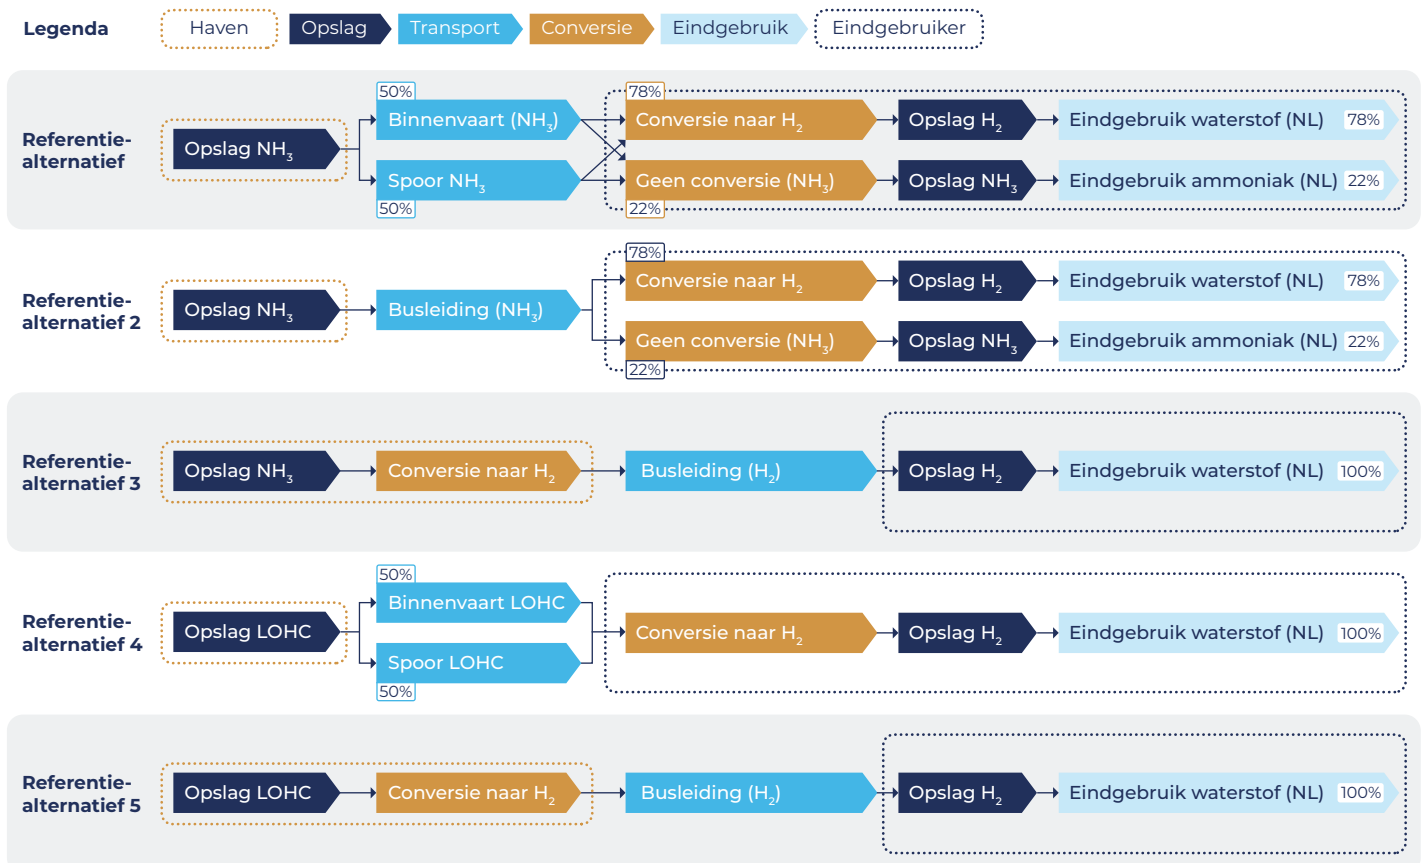 Legenda
Haven
Opslag
Transport
Conversie
Eindgebruik
Eindgebruiker
Referentie-
alternatief
Opslag NH₃
50%
Binnenvaart (NH₃)
Spoor NH₃
50%
78%
Conversie naar H₂
Opslag H₂
Eindgebruik waterstof (NL)
78%
Geen conversie (NH₃)
Opslag NH₃
Eindgebruik ammoniak (NL)
22%
22%
Referentie-
alternatief 2
Opslag NH₃
Busleiding (NH₃)
78%
Conversie naar H₂
Opslag H₂
Eindgebruik waterstof (NL)
78%
Geen conversie (NH₃)
Opslag NH₃
Eindgebruik ammoniak (NL)
22%
22%
Referentie-
alternatief 3
Opslag NH₃
Conversie naar H₂
Busleiding (H₂)
Opslag H₂
Eindgebruik waterstof (NL)
100%
Referentie-
alternatief 4
Opslag LOHC
50%
Binnenvaart LOHC
Spoor LOHC
50%
Conversie naar H₂
Opslag H₂
Eindgebruik waterstof (NL)
100%
Referentie-
alternatief 5
Opslag LOHC
Conversie naar H₂
Busleiding (H₂)
Opslag H₂
Eindgebruik waterstof (NL)
100%